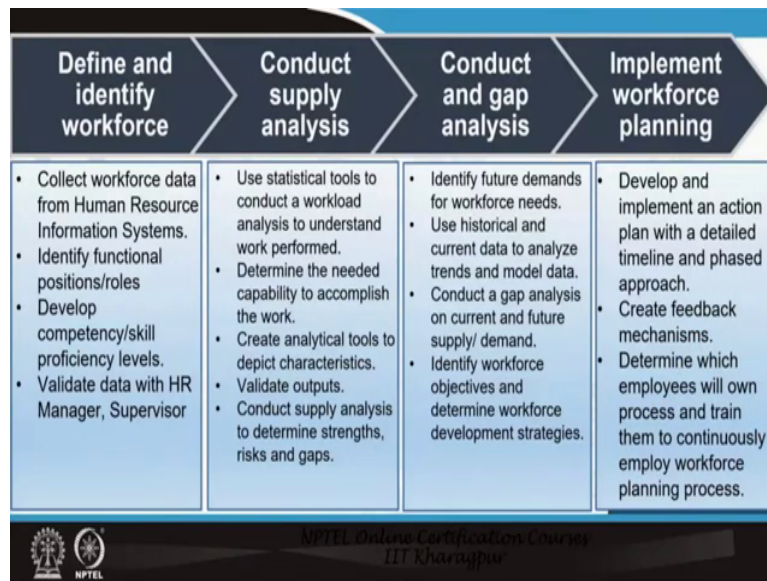 Define and
identify
workforce
Conduct
supply
analysis
Conduct
and gap
analysis
Implement
workforce
planning
• Collect workforce data
from Human Resource
Information Systems.
• Identify functional
positions/roles
• Develop
competency/skill
proficiency levels.
• Validate data with HR
Manager, Supervisor
• Use statistical tools to
conduct a workload
analysis to understand
work performed.
• Determine the needed
capability to accomplish
the work.
• Create analytical tools to
depict characteristics.
• Validate outputs.
• Conduct supply analysis
to determine strengths,
risks and gaps.
• Identify future demands
for workforce needs.
• Use historical and
current data to analyze
trends and model data.
• Conduct a gap analysis
on current and future
supply/ demand.
• Identify workforce
objectives and
determine workforce
development strategies.
• Develop and
implement an action
plan with a detailed
timeline and phased
approach.
• Create feedback
mechanisms.
• Determine which
employees will own
process and train
them to continuously
employ workforce
planning process.
NPTEL Online Certification Courses
IIT Kharagpur
NPTEL